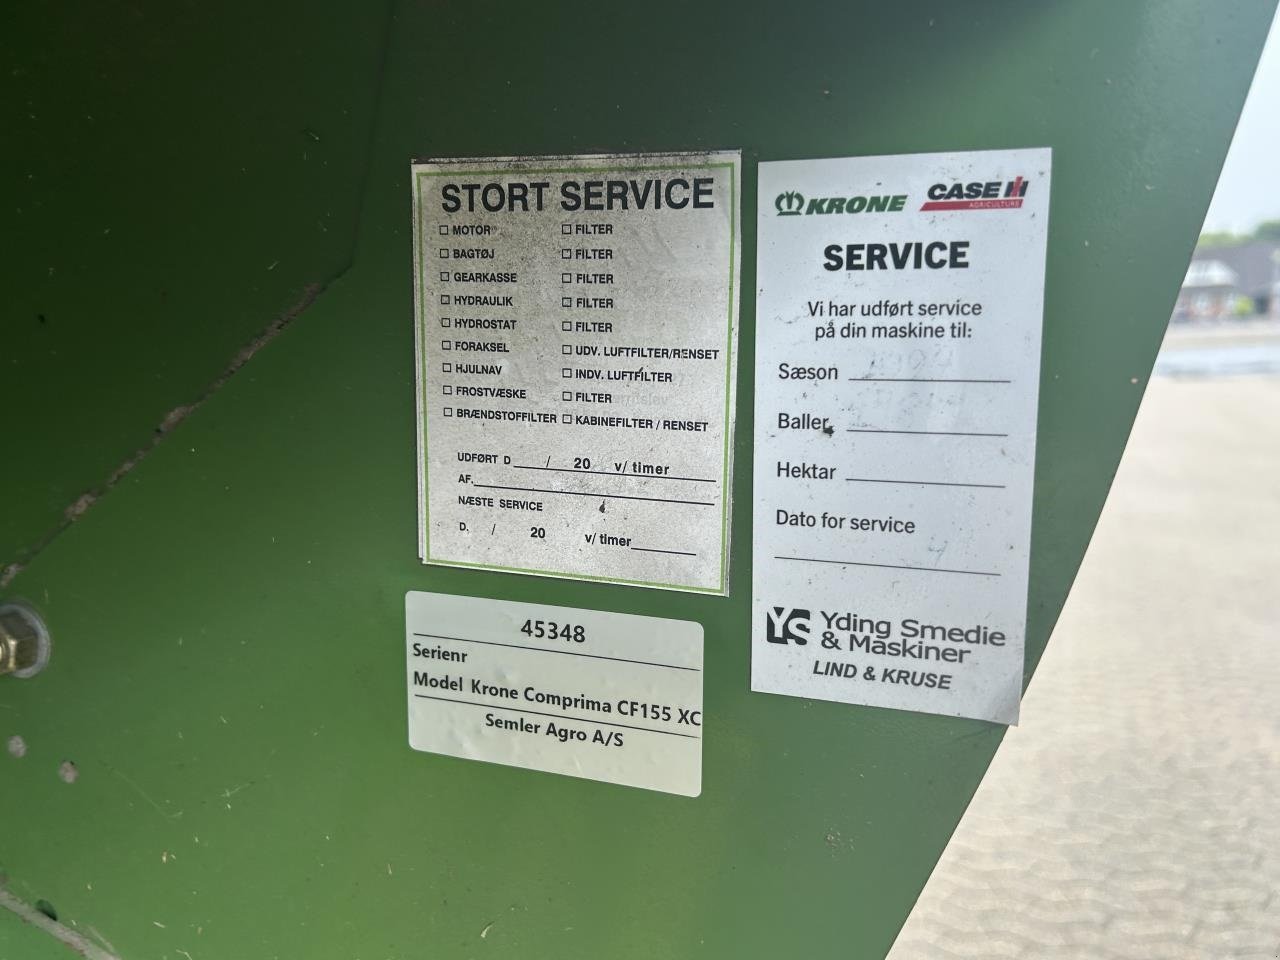 STORT SERVICE
MOTOR FILTER
BAGTØJ FILTER
GEARKASSE FILTER
HYDRAULIK FILTER
HYDROSTAT FILTER
FORAKSEL UDV. LUFTFILTER/RENSET
HJULNAV INDV. LUFTFILTER
FROSTVÆSKE FILTER
BRÆNDSTOFFILTER KABINEFILTER / RENSET
UDFØRT D / 20 v/ timer
AF.
NÆSTE SERVICE
D. / 20 v/ timer
45348
Serienr
Model Krone Comprima CF155 XC
Semler Agro A/S
KRONE CASE IH
AGRICULTURE
SERVICE
Vi har udført service
på din maskine til:
Sæson
Baller
Hektar
Dato for service
YS Yding Smedie
& Maskiner
LIND & KRUSE